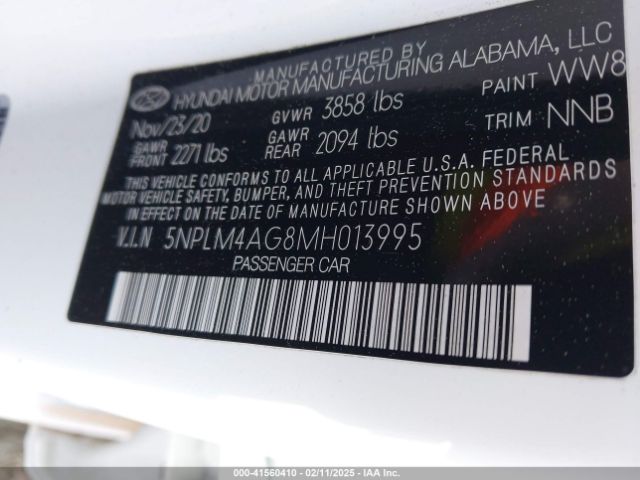 MANUFACTURED BY
HYUNDAI MOTOR MANUFACTURING ALABAMA, LLC
Nov/23/20 GVWR 3858 lbs PAINT WW8
GAWR FRONT 2271 lbs GAWR REAR 2094 lbs TRIM NNB
THIS VEHICLE CONFORMS TO ALL APPLICABLE U.S.A. FEDERAL
MOTOR VEHICLE SAFETY, BUMPER, AND THEFT PREVENTION STANDARDS
IN EFFECT ON THE DATE OF MANUFACTURE SHOWN ABOVE
V.I.N 5NPLM4AG8MH013995
PASSENGER CAR
000-41560410 - 02/11/2025 - IAAI.com